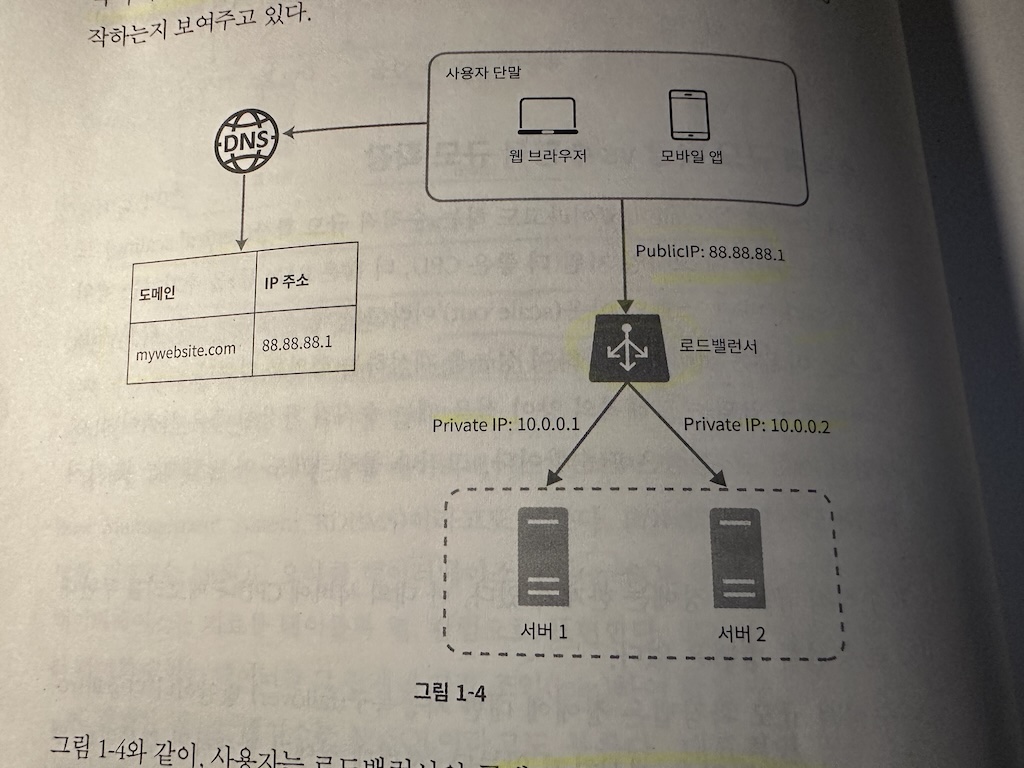 작하는지 보여주고 있다.
사용자 단말
DNS
웹 브라우저
모바일 앱
PublicIP: 88.88.88.1
도메인
IP 주소
mywebsite.com
88.88.88.1
로드밸런서
Private IP: 10.0.0.1
Private IP: 10.0.0.2
서버 1
서버 2
그림 1-4
그림 1-4와 같이, 사용자는 로드밸런서의